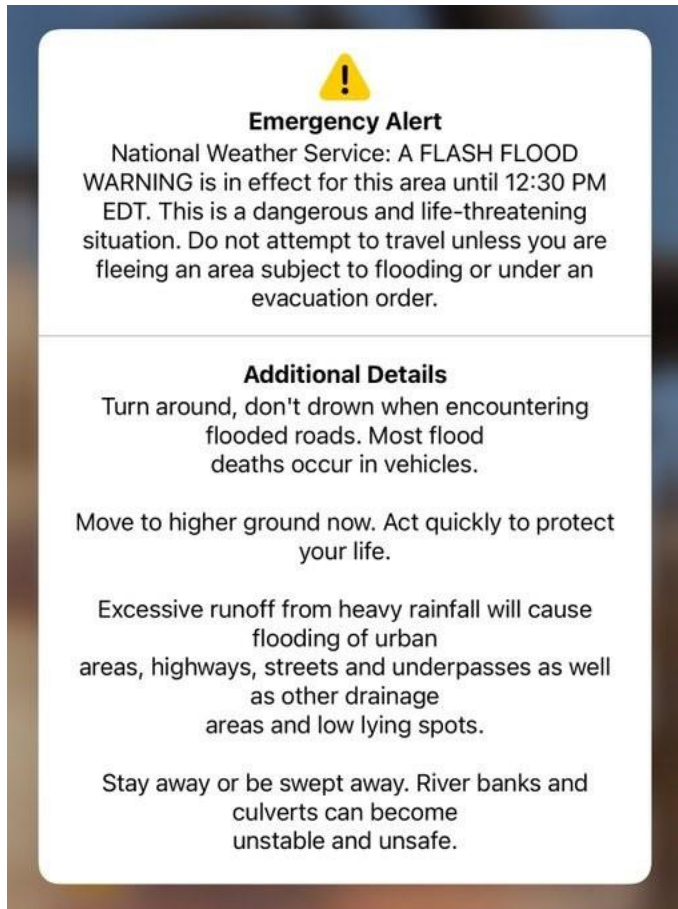 Emergency Alert
National Weather Service: A FLASH FLOOD
WARNING is in effect for this area until 12:30 PM
EDT. This is a dangerous and life-threatening
situation. Do not attempt to travel unless you are
fleeing an area subject to flooding or under an
evacuation order.
Additional Details
Turn around, don't drown when encountering
flooded roads. Most flood
deaths occur in vehicles.
Move to higher ground now. Act quickly to protect
your life.
Excessive runoff from heavy rainfall will cause
flooding of urban
areas, highways, streets and underpasses as well
as other drainage
areas and low lying spots.
Stay away or be swept away. River banks and
culverts can become
unstable and unsafe.